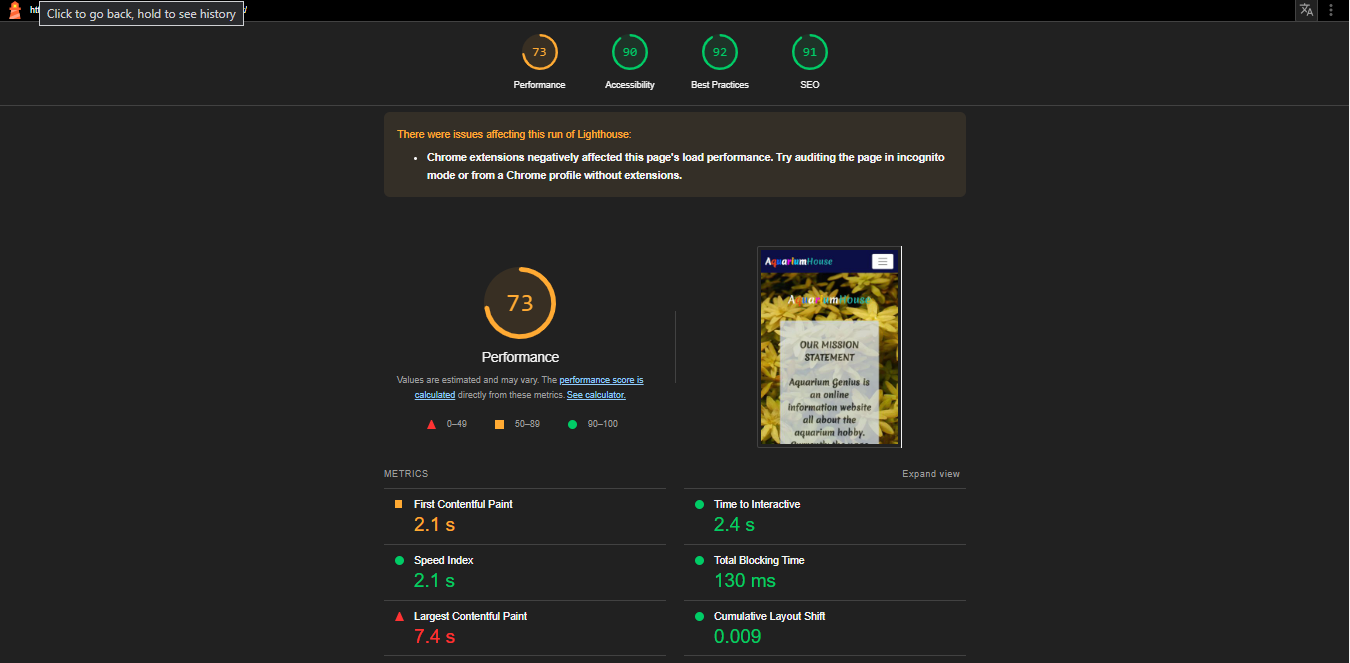 Click to go back, hold to see history
73
90
92
91
Performance
Accessibility
Best Practices
SEO
There were issues affecting this run of Lighthouse:
• Chrome extensions negatively affected this page's load performance. Try auditing the page in incognito
mode or from a Chrome profile without extensions.
73
Performance
Values are estimated and may vary. The performance score is
calculated directly from these metrics. See calculator.
0–49
50–89
90–100
AquariumHouse
AquariumHouse
OUR MISSION
STATEMENT
Aquarium Genius is
an online
information website
all about the
aquarium hobby.
METRICS
Expand view
First Contentful Paint
2.1 s
Time to Interactive
2.4 s
Speed Index
2.1 s
Total Blocking Time
130 ms
Largest Contentful Paint
7.4 s
Cumulative Layout Shift
0.009